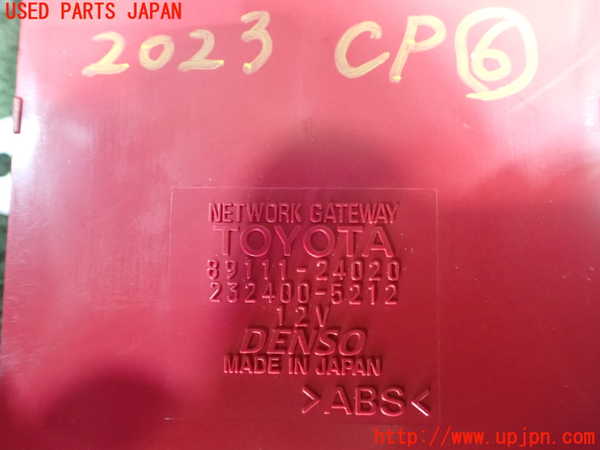 USED PARTS JAPAN
2023 CP⑥
NETWORK GATEWAY
TOYOTA
89111-24020
232400-5212
12V
DENSO
MADE IN JAPAN
>ABS<
http://www.upjpn.com